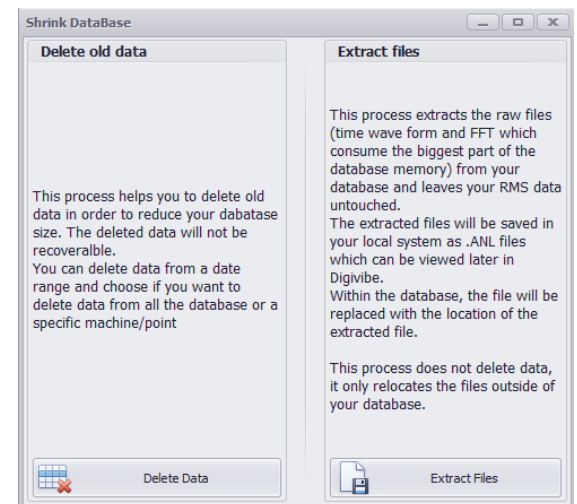 Shrink DataBase
Delete old data
This process helps you to delete old
data in order to reduce your dabatase
size. The deleted data will not be
recoveralble.
You can delete data from a date
range and choose if you want to
delete data from all the database or a
specific machine/point
Delete Data
Extract files
This process extracts the raw files
(time wave form and FFT which
consume the biggest part of the
database memory) from your
database and leaves your RMS data
untouched.
The extracted files will be saved in
your local system as .ANL files
which can be viewed later in
Digivibe.
Within the database, the file will be
replaced with the location of the
extracted file.
This process does not delete data,
it only relocates the files outside of
your database.
Extract Files